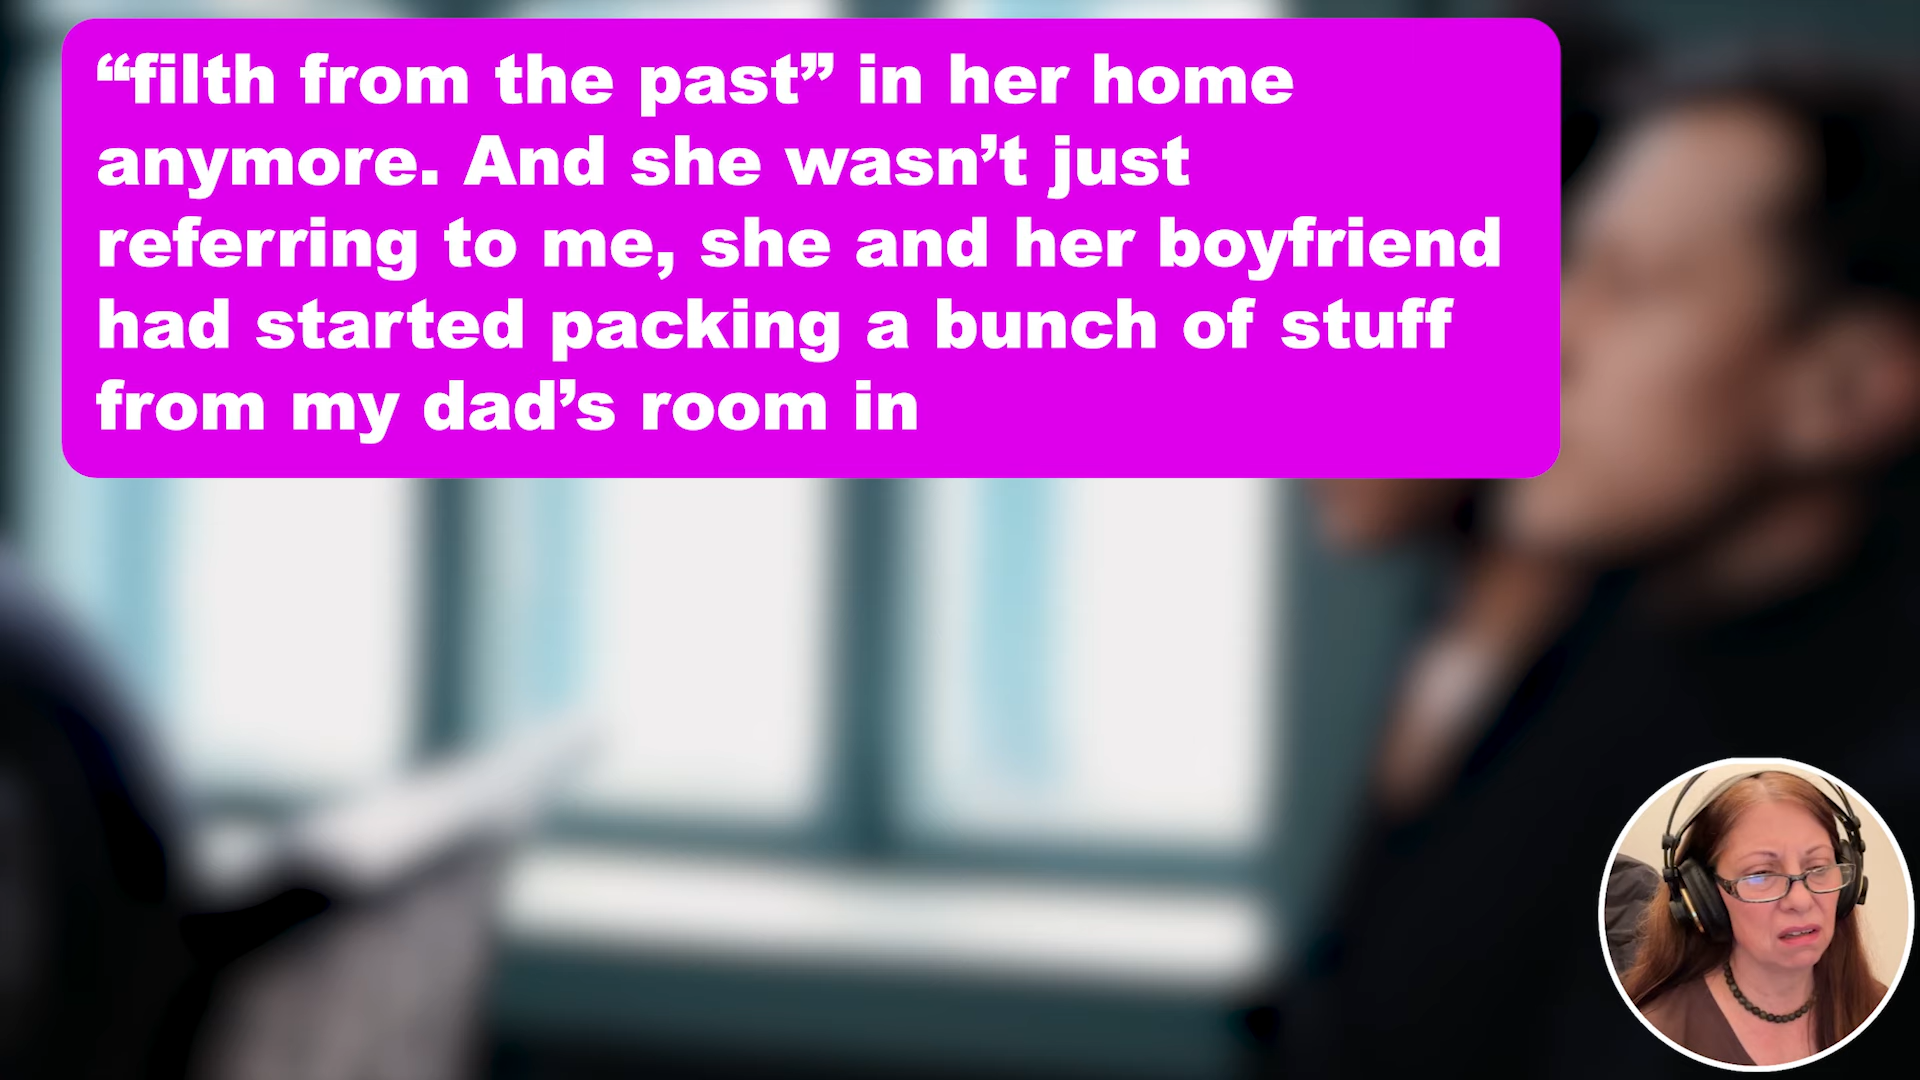 “filth from the past” in her home
anymore. And she wasn’t just
referring to me, she and her boyfriend
had started packing a bunch of stuff
from my dad’s room in